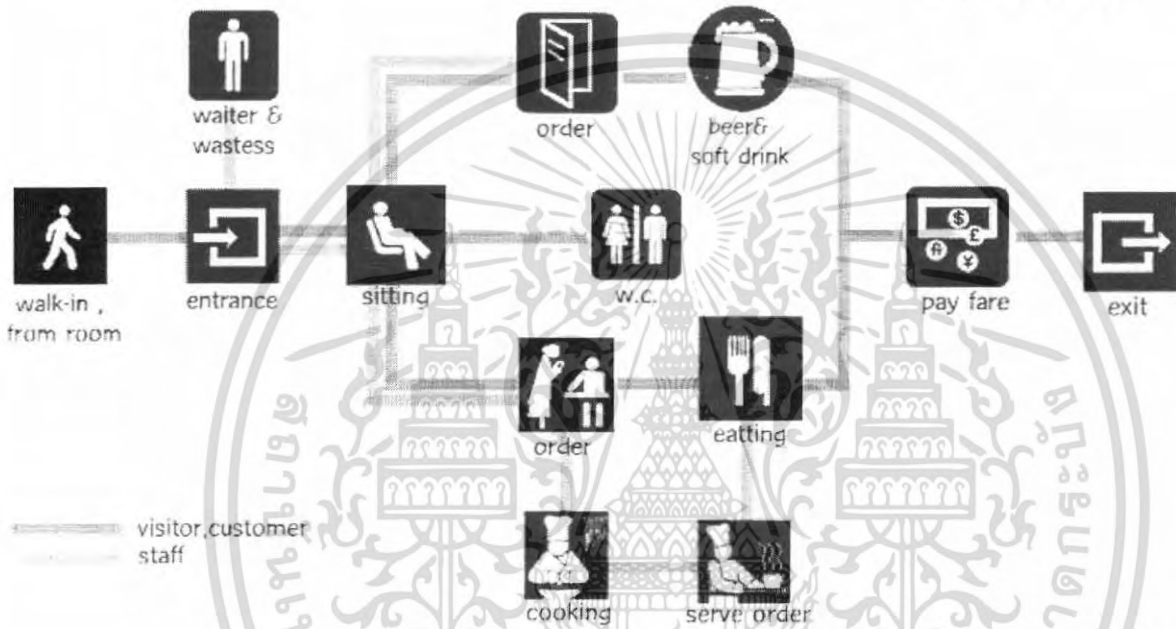 waiter &
wastess
order
beer&
soft drink
walk-in ,
from room
entrance
sitting
w.c.
pay fare
exit
order
eatting
visitor,customer
staff
cooking
serve order
$
£
¥